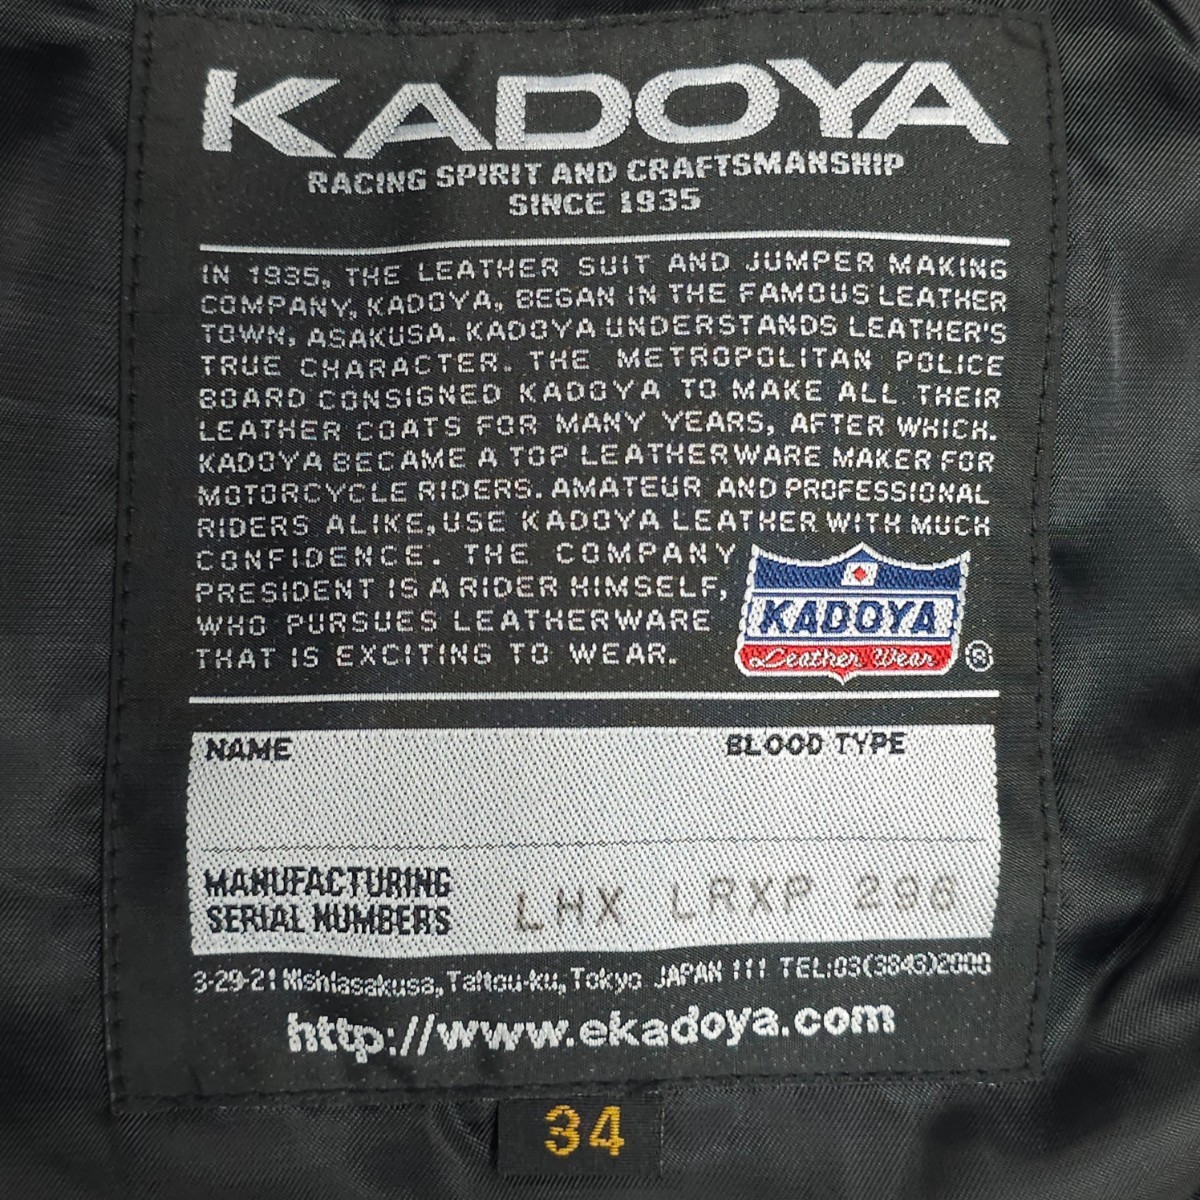 KADOYA
RACING SPIRIT AND CRAFTSMANSHIP
SINCE 1935
IN 1935, THE LEATHER SUIT AND JUMPER MAKING
COMPANY, KADOYA, BEGAN IN THE FAMOUS LEATHER
TOWN, ASAKUSA. KADOYA UNDERSTANDS LEATHER'S
TRUE CHARACTER. THE METROPOLITAN POLICE
BOARD CONSIGNED KADOYA TO MAKE ALL THEIR
LEATHER COATS FOR MANY YEARS, AFTER WHICH.
KADOYA BECAME A TOP LEATHERWARE MAKER FOR
MOTORCYCLE RIDERS. AMATEUR AND PROFESSIONAL
RIDERS ALIKE, USE KADOYA LEATHER WITH MUCH
CONFIDENCE. THE COMPANY
PRESIDENT IS A RIDER HIMSELF,
WHO PURSUES LEATHERWARE
THAT IS EXCITING TO WEAR.
KADOYA
Leather Wear ®
NAME BLOOD TYPE
MANUFACTURING
SERIAL NUMBERS LHX LRXP 296
3-29-21 Nishiasakusa, Taitou-ku, Tokyo JAPAN 111 TEL:03(3843)2000
http://www.ekadoya.com
34